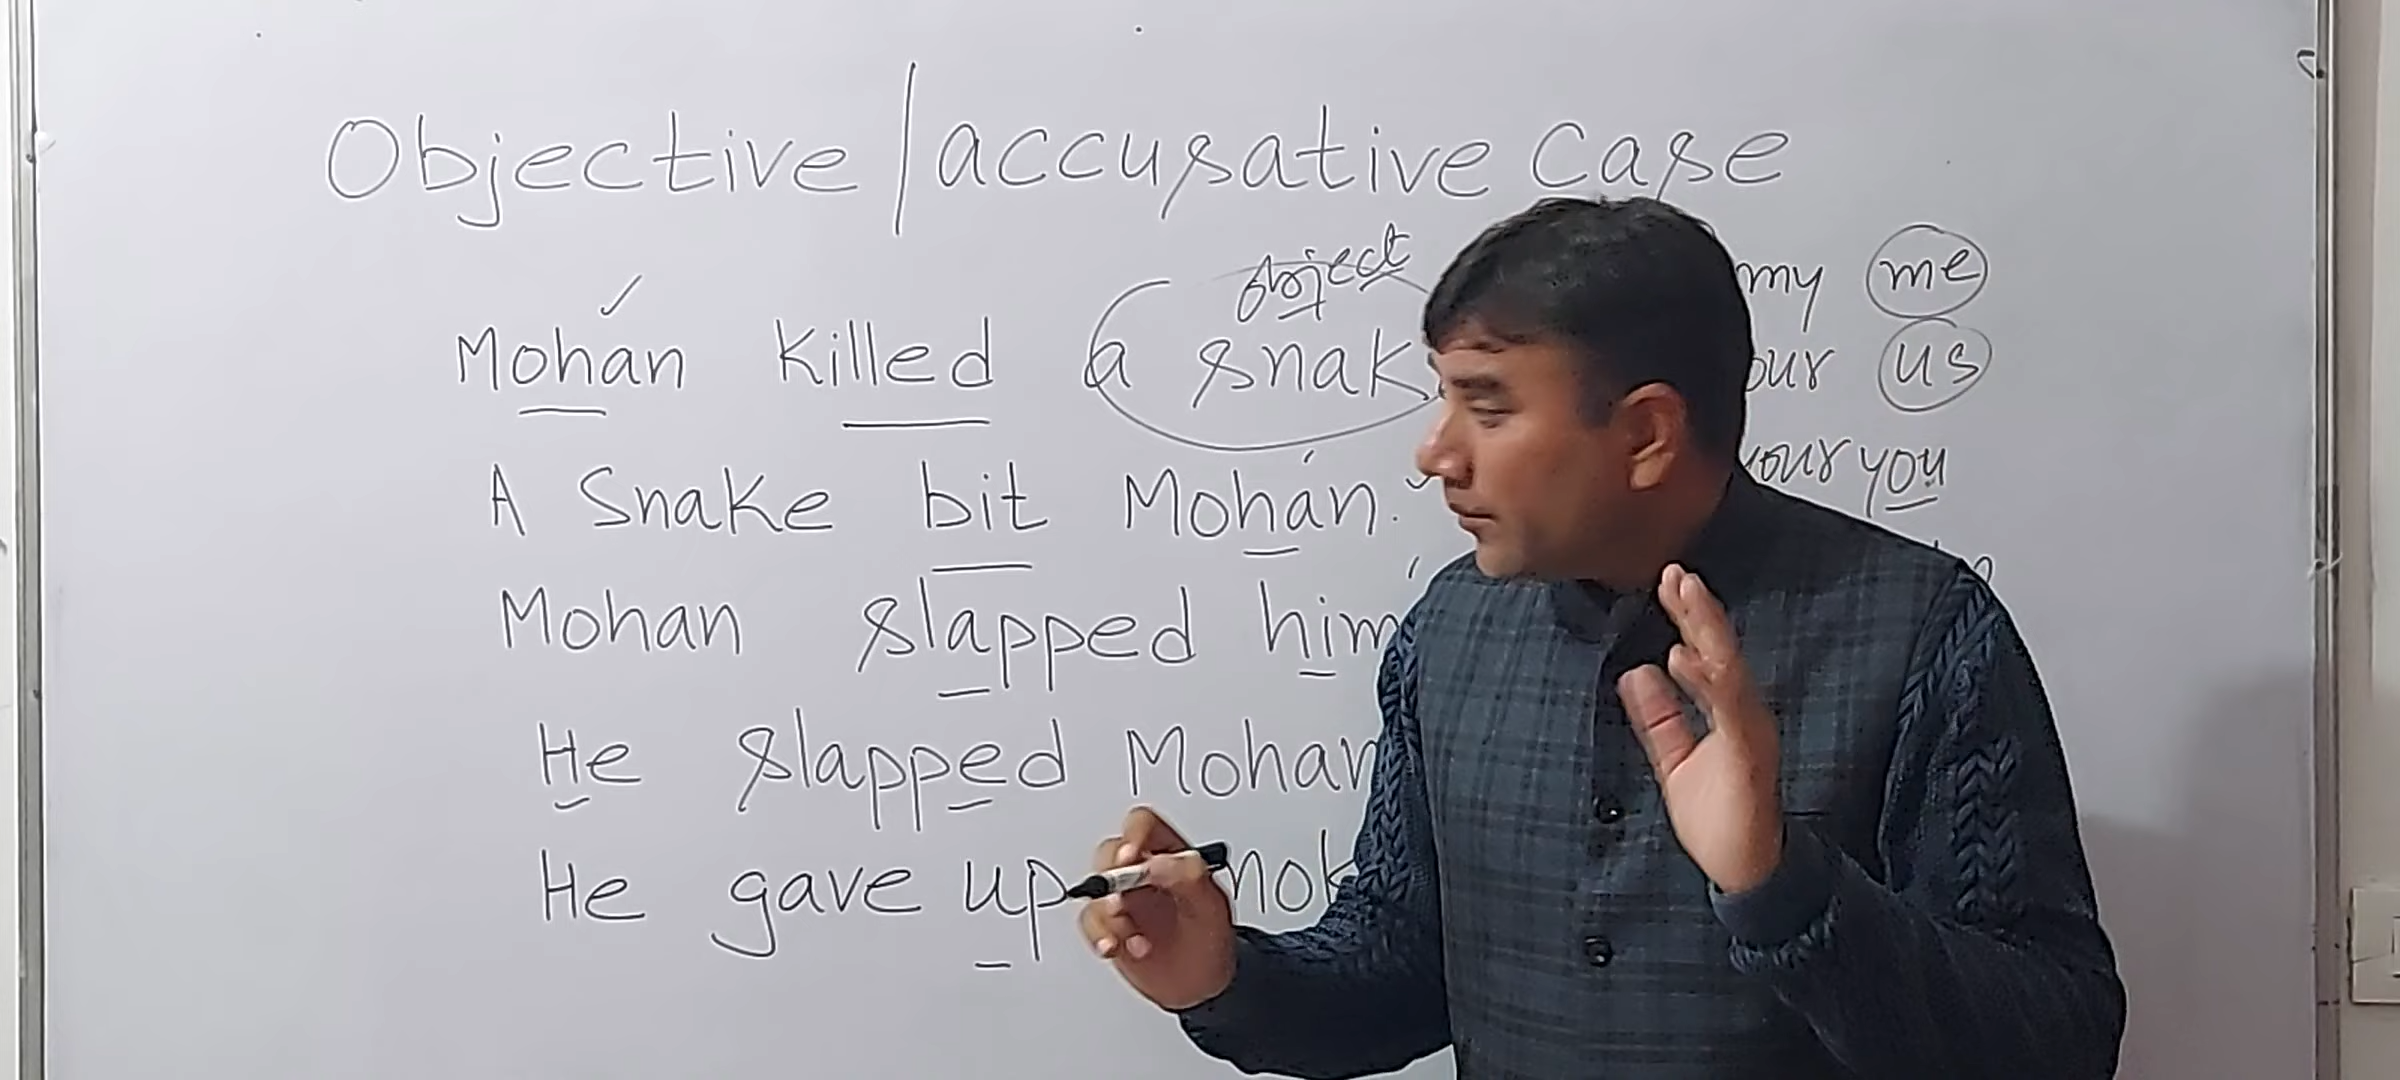 Objective / accusative case
object
Mohan killed a snak
A Snake bit Mohan.
Mohan slapped him
He slapped Mohan
He gave up
my me
our us
your you